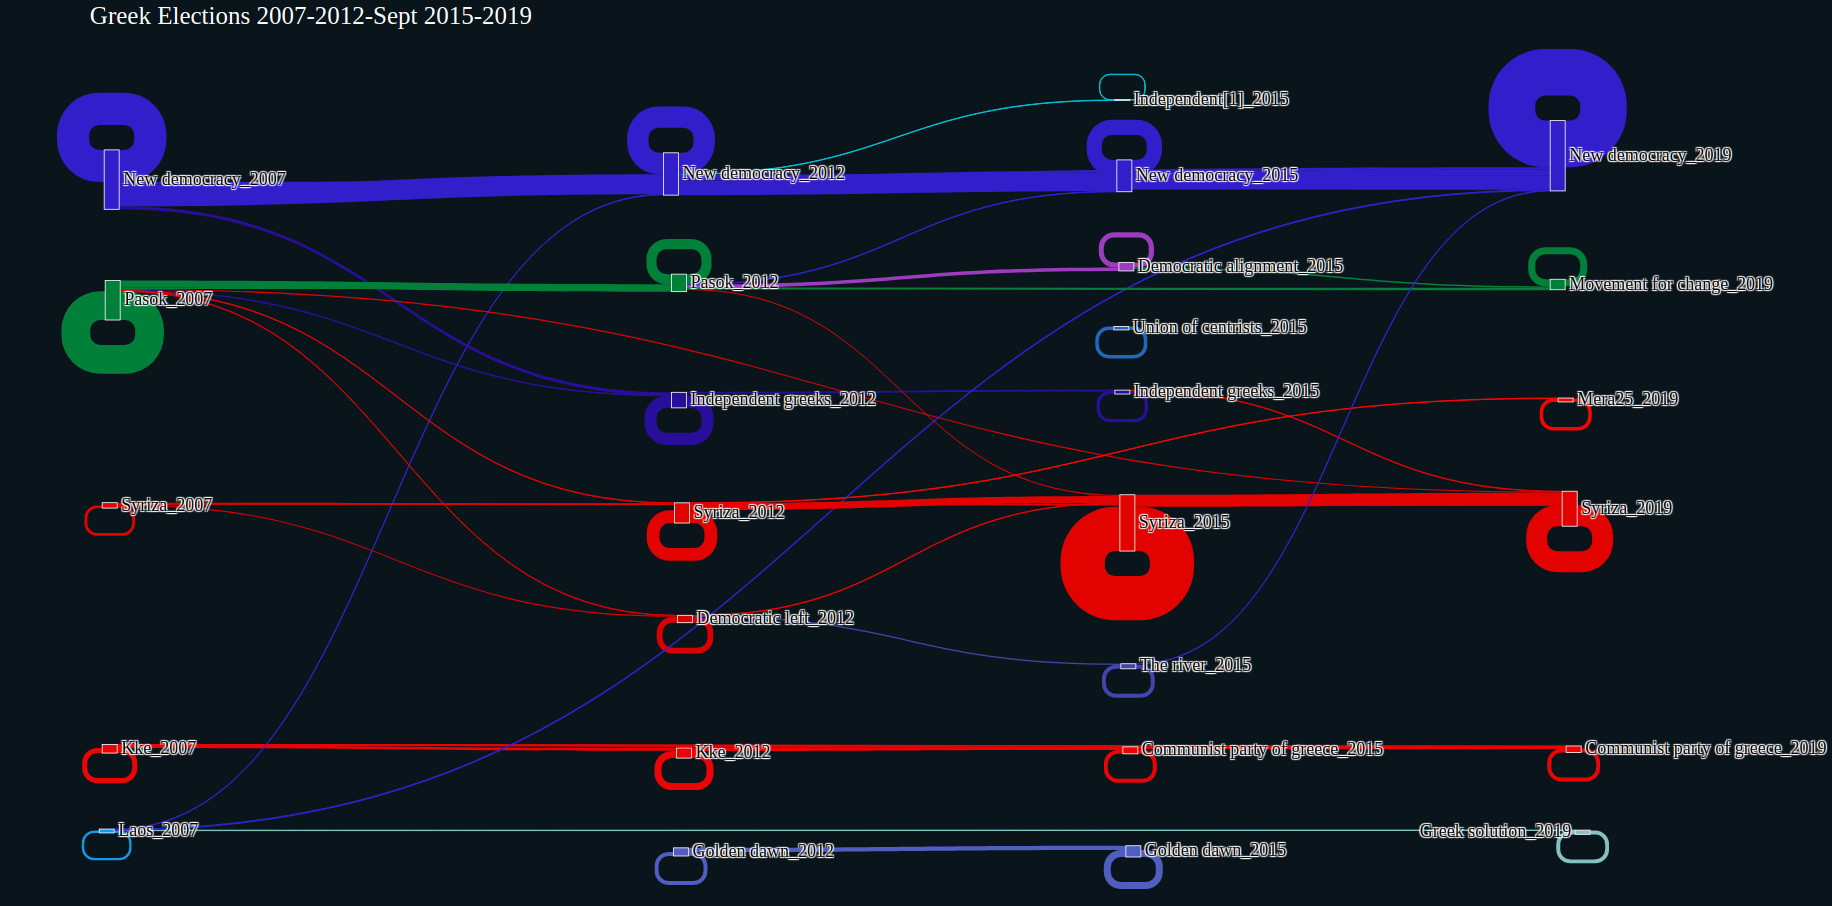 Greek Elections 2007-2012-Sept 2015-2019
Independent[1]_2015
New democracy_2019
New democracy_2007
New democracy_2012
New democracy_2015
Democratic alignment_2015
Pasok_2012
Movement for change_2019
Pasok_2007
Union of centrists_2015
Independent greeks_2015
Independent greeks_2012
Mera25_2019
Syriza_2007
Syriza_2012
Syriza_2015
Syriza_2019
Democratic left_2012
The river_2015
Kke_2007
Kke_2012
Communist party of greece_2015
Communist party of greece_2019
Laos_2007
Greek solution_2019
Golden dawn_2012
Golden dawn_2015